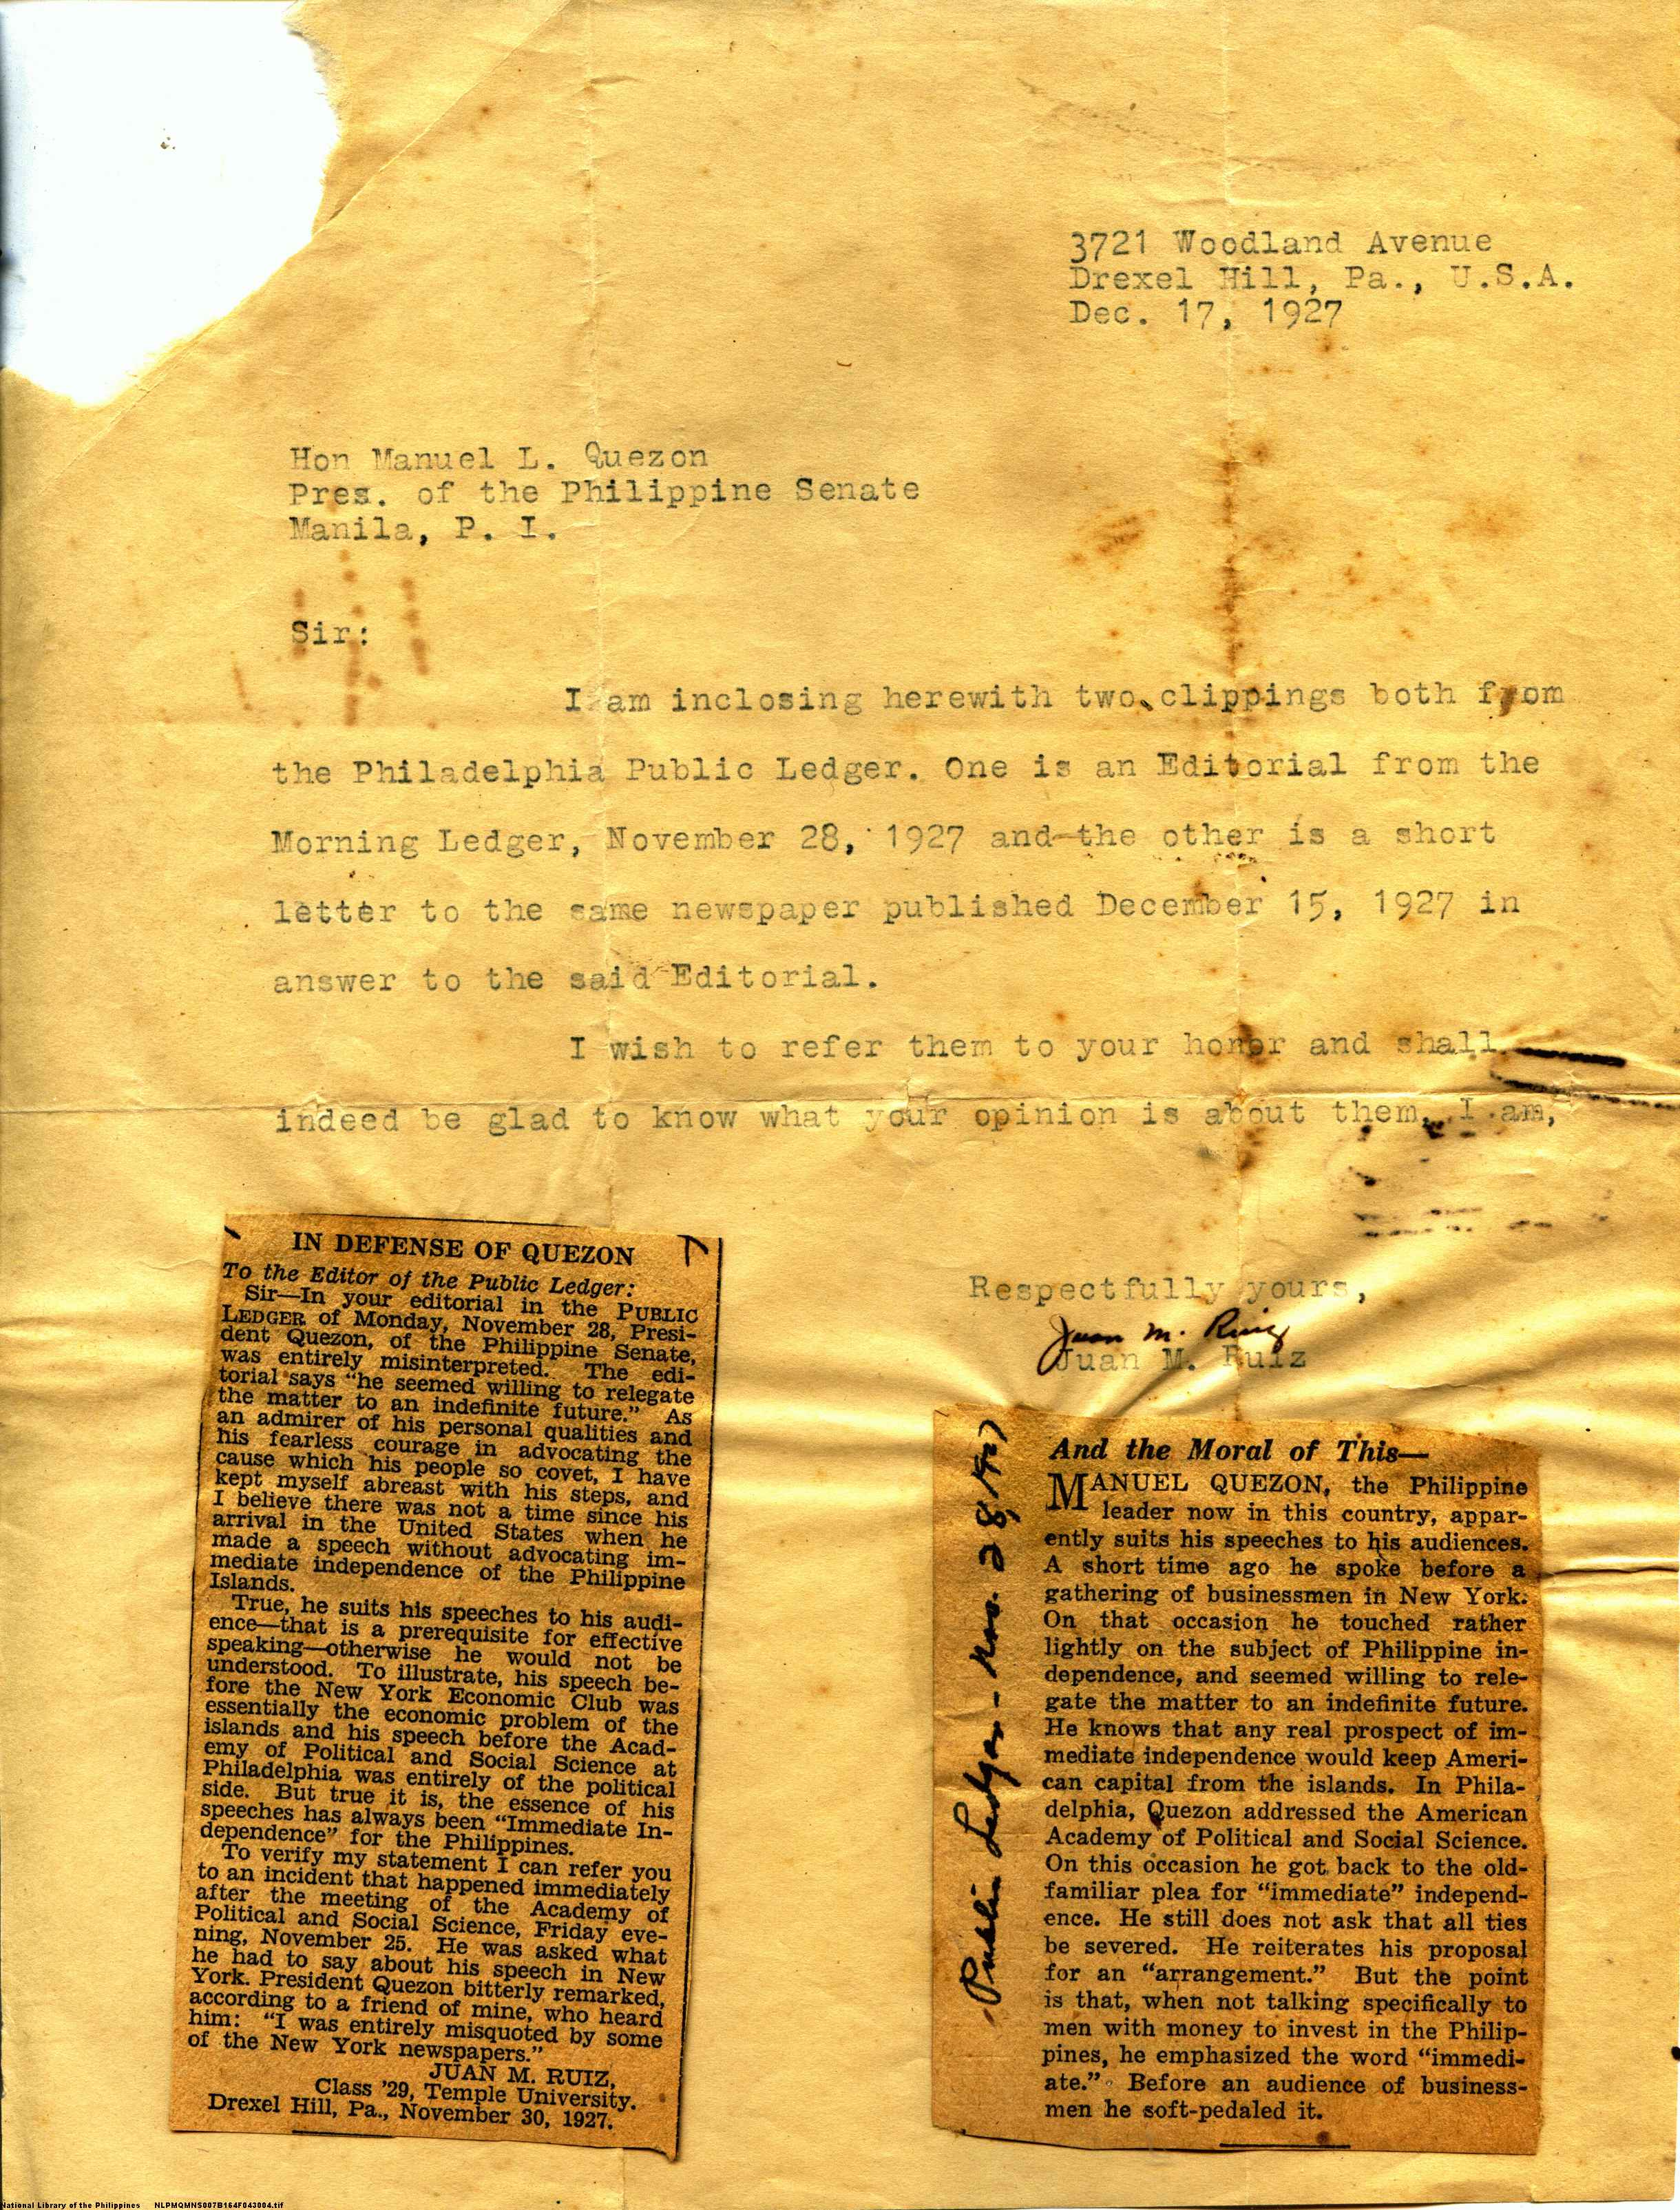 3721 Woodland Avenue
Drexel Hill, Pa., U.S.A.
Dec. 17, 1927
Hon Manuel L. Quezon
Pres. of the Philippine Senate
Manila, P. I.
Sir:
I am inclosing herewith two clippings both from
the Philadelphia Public Ledger. One is an Editorial from the
Morning Ledger, November 28, 1927 and the other is a short
letter to the same newspaper published December 15, 1927 in
answer to the said Editorial.
I wish to refer them to your honor and shall
indeed be glad to know what your opinion is about them. I am,
Respectfully yours,
Juan M. Ruiz
Juan M. Ruiz
IN DEFENSE OF QUEZON
To the Editor of the Public Ledger:
Sir—In your editorial in the PUBLIC
LEDGER of Monday, November 28, Presi-
dent Quezon, of the Philippine Senate,
was entirely misinterpreted. The edi-
torial says "he seemed willing to relegate
the matter to an indefinite future." As
an admirer of his personal qualities and
his fearless courage in advocating the
cause which his people so covet, I have
kept myself abreast with his steps, and
I believe there was not a time since his
arrival in the United States when he
made a speech without advocating im-
mediate independence of the Philippine
Islands.
True, he suits his speeches to his audi-
ence—that is a prerequisite for effective
speaking—otherwise he would not be
understood. To illustrate, his speech be-
fore the New York Economic Club was
essentially the economic problem of the
islands and his speech before the Acad-
emy of Political and Social Science at
Philadelphia was entirely of the political
side. But true it is, the essence of his
speeches has always been "Immediate In-
dependence" for the Philippines.
To verify my statement I can refer you
to an incident that happened immediately
after the meeting of the Academy of
Political and Social Science, Friday eve-
ning, November 25. He was asked what
he had to say about his speech in New
York. President Quezon bitterly remarked,
according to a friend of mine, who heard
him: "I was entirely misquoted by some
of the New York newspapers."
JUAN M. RUIZ,
Class '29, Temple University.
Drexel Hill, Pa., November 30, 1927.
Public Ledger - Nov. 28/27
And the Moral of This—
MANUEL QUEZON, the Philippine
leader now in this country, appar-
ently suits his speeches to his audiences.
A short time ago he spoke before a
gathering of businessmen in New York.
On that occasion he touched rather
lightly on the subject of Philippine in-
dependence, and seemed willing to rele-
gate the matter to an indefinite future.
He knows that any real prospect of im-
mediate independence would keep Ameri-
can capital from the islands. In Phila-
delphia, Quezon addressed the American
Academy of Political and Social Science.
On this occasion he got back to the old-
familiar plea for "immediate" independ-
ence. He still does not ask that all ties
be severed. He reiterates his proposal
for an "arrangement." But the point
is that, when not talking specifically to
men with money to invest in the Philip-
pines, he emphasized the word "immedi-
ate." Before an audience of business-
men he soft-pedaled it.
National Library of the Philippines NLPMQMNS007B164F043004.tif